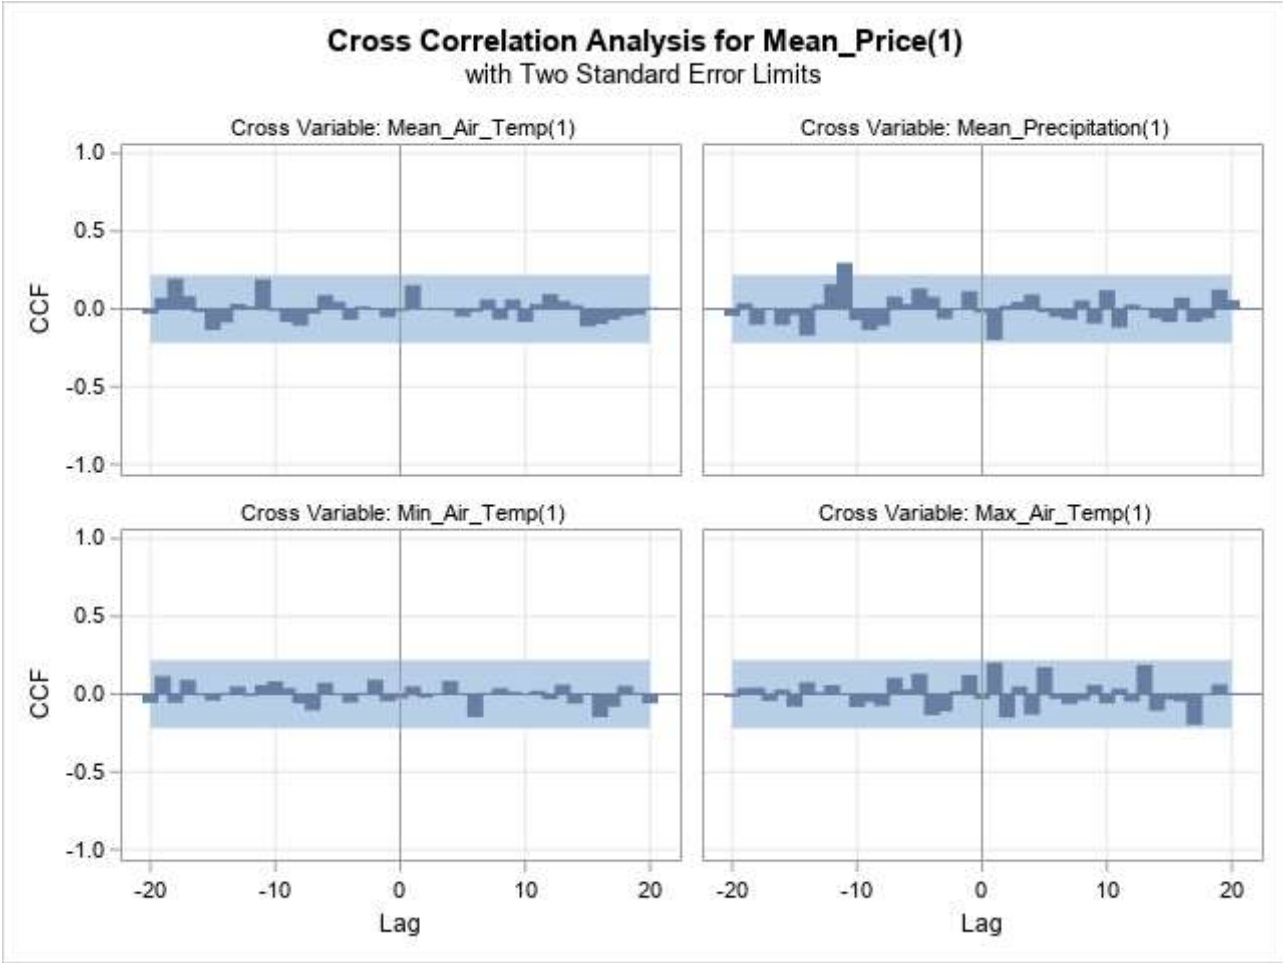 Cross Correlation Analysis for Mean_Price(1)
with Two Standard Error Limits
Cross Variable: Mean_Air_Temp(1)
Cross Variable: Mean_Precipitation(1)
1.0
0.5
0.0
-0.5
-1.0
CCF
Cross Variable: Min_Air_Temp(1)
Cross Variable: Max_Air_Temp(1)
1.0
0.5
0.0
-0.5
-1.0
CCF
-20 -10 0 10 20
-20 -10 0 10 20
Lag
Lag